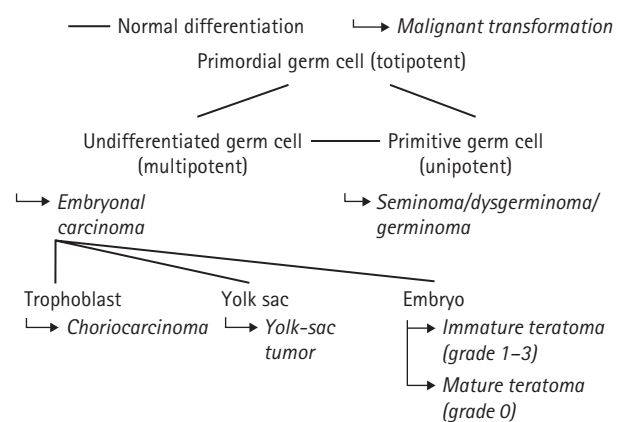 Normal differentiation
Malignant transformation
Primordial germ cell (totipotent)
Undifferentiated germ cell
(multipotent)
Primitive germ cell
(unipotent)
Embryonal
carcinoma
Seminoma/dysgerminoma/
germinoma
Trophoblast
Choriocarcinoma
Yolk sac
Yolk-sac
tumor
Embryo
Immature teratoma
(grade 1–3)
Mature teratoma
(grade 0)